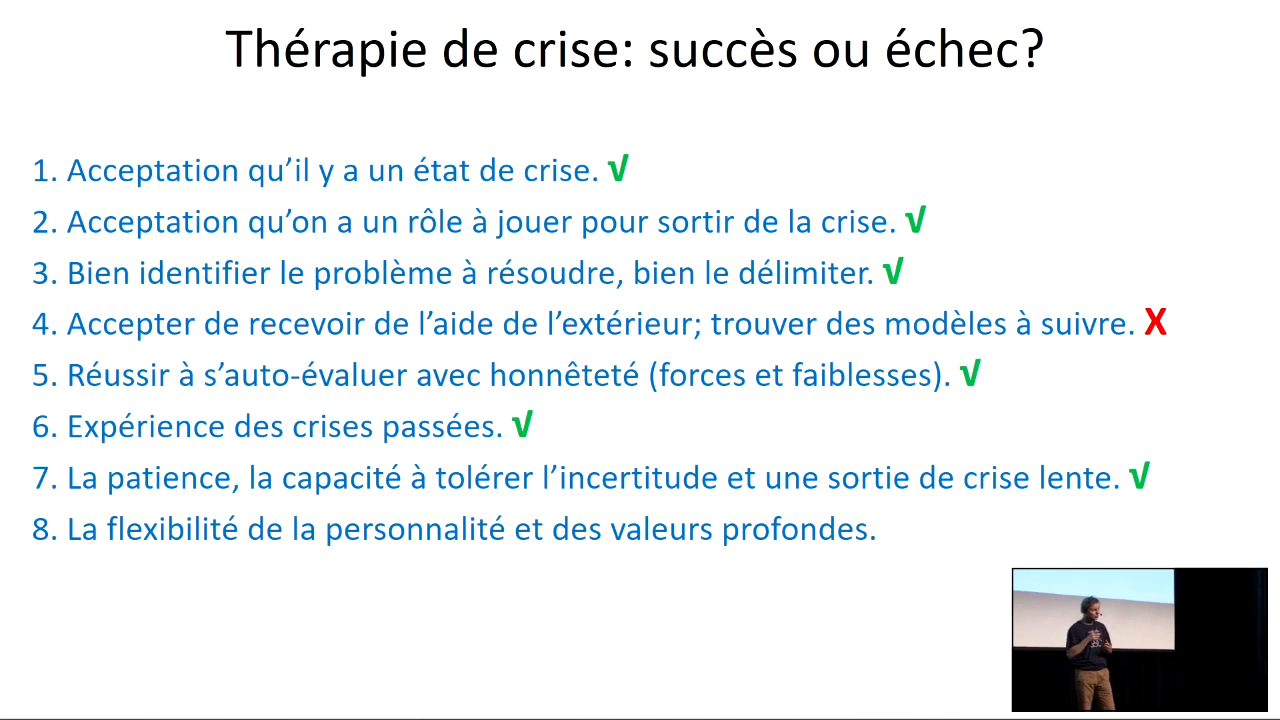 Thérapie de crise: succès ou échec?
1. Acceptation qu’il y a un état de crise. √
2. Acceptation qu’on a un rôle à jouer pour sortir de la crise. √
3. Bien identifier le problème à résoudre, bien le délimiter. √
4. Accepter de recevoir de l’aide de l’extérieur; trouver des modèles à suivre. X
5. Réussir à s’auto-évaluer avec honnêteté (forces et faiblesses). √
6. Expérience des crises passées. √
7. La patience, la capacité à tolérer l’incertitude et une sortie de crise lente. √
8. La flexibilité de la personnalité et des valeurs profondes.